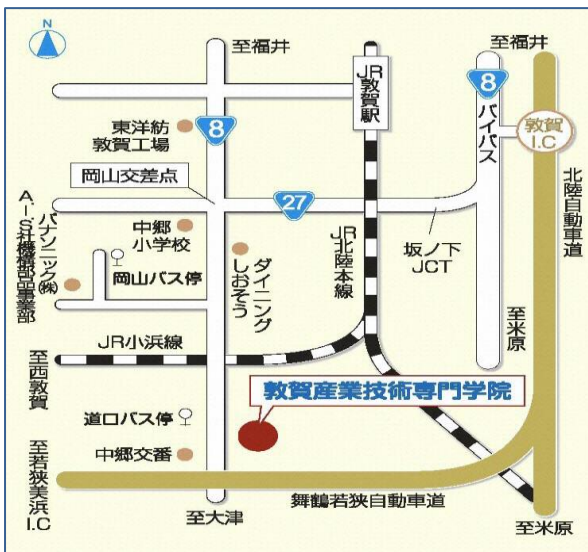 N
至福井
至福井
JR敦賀駅
8
8
バイパス
敦賀
I.C
北陸自動車道
東洋紡
敦賀工場
岡山交差点
27
中郷
小学校
JR北陸本線
坂ノ下
JCT
パナソニック㈱
A.I.S社機構部品事業部
岡山バス停
ダイニング
しおそう
至米原
JR小浜線
至西敦賀
敦賀産業技術専門学院
道口バス停
中郷交番
至若狭美浜I.C
舞鶴若狭自動車道
至大津
至米原